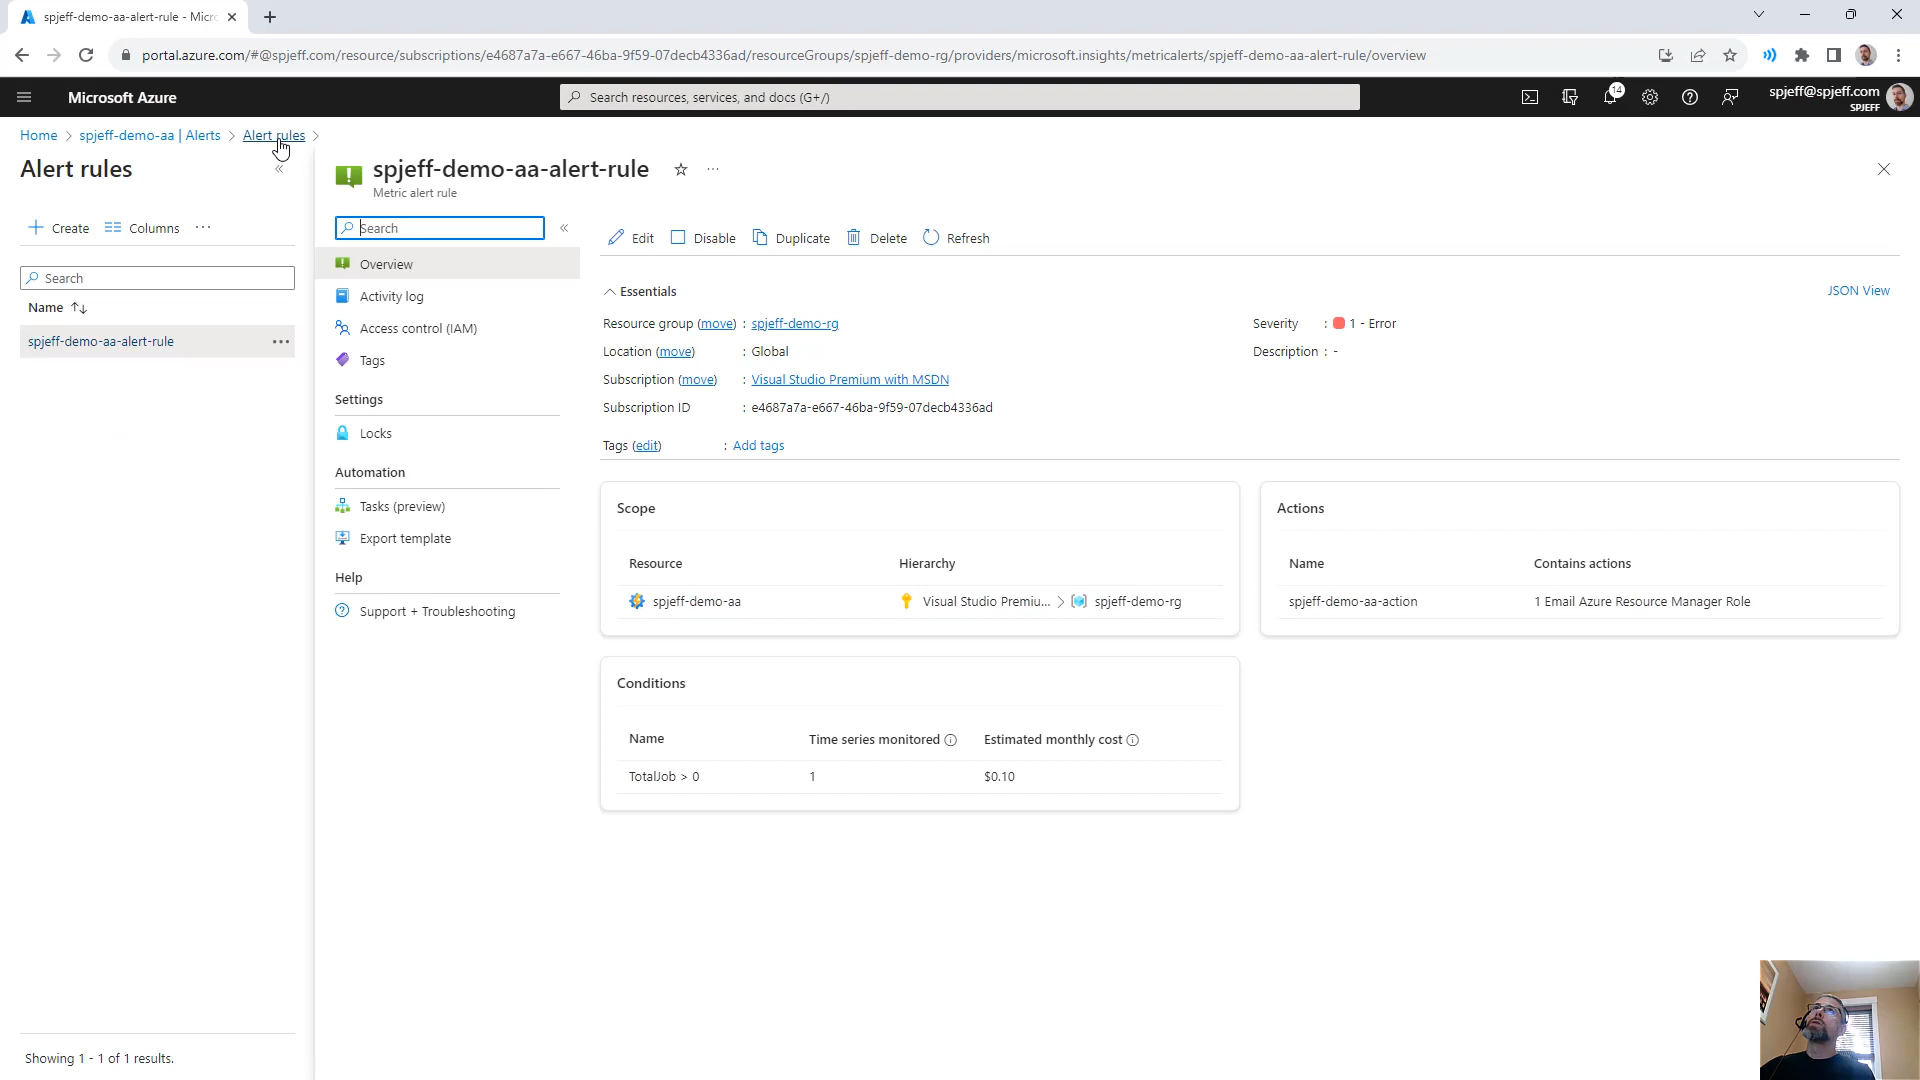 spjeff-demo-aa-alert-rule - Micro
portal.azure.com/#@spjeff.com/resource/subscriptions/e4687a7a-e667-46ba-9f59-07decb4336ad/resourceGroups/spjeff-demo-rg/providers/microsoft.insights/metricalerts/spjeff-demo-aa-alert-rule/overview
Microsoft Azure
Search resources, services, and docs (G+/)
14
spjeff@spjeff.com
SPJEFF
Home > spjeff-demo-aa | Alerts > Alert rules >
Alert rules
«
Create
Columns
...
Search
Name ↑↓
spjeff-demo-aa-alert-rule ...
Showing 1 - 1 of 1 results.
spjeff-demo-aa-alert-rule ...
Metric alert rule
Search
«
Overview
Activity log
Access control (IAM)
Tags
Settings
Locks
Automation
Tasks (preview)
Export template
Help
Support + Troubleshooting
Edit
Disable
Duplicate
Delete
Refresh
Essentials
JSON View
Resource group (move) : spjeff-demo-rg
Location (move) : Global
Subscription (move) : Visual Studio Premium with MSDN
Subscription ID : e4687a7a-e667-46ba-9f59-07decb4336ad
Severity : 1 - Error
Description : -
Tags (edit) : Add tags
Scope
Resource Hierarchy
spjeff-demo-aa Visual Studio Premiu... > spjeff-demo-rg
Actions
Name Contains actions
spjeff-demo-aa-action 1 Email Azure Resource Manager Role
Conditions
Name Time series monitored Estimated monthly cost
TotalJob > 0 1 $0.10